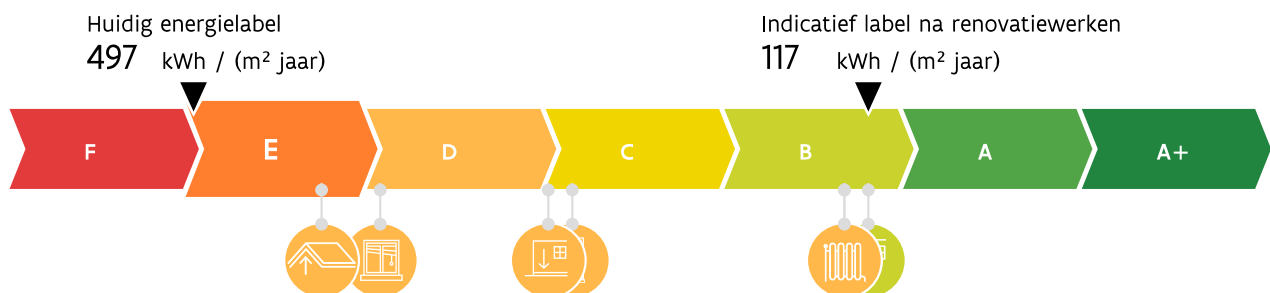 Huidig energielabel
497 kWh / (m² jaar)
Indicatief label na renovatiewerken
117 kWh / (m² jaar)
F
E
D
C
B
A
A+